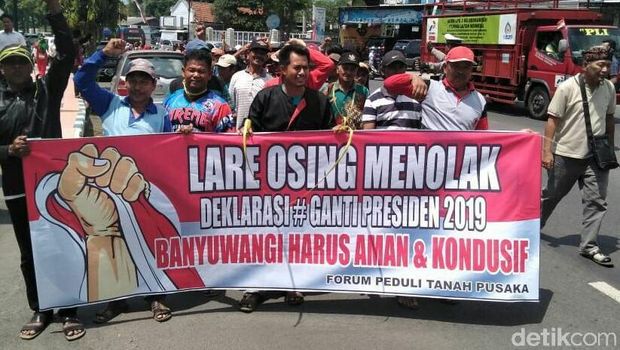 LARE OSING MENOLAK
DEKLARASI # GANTI PRESIDEN 2019
BANYUWANGI HARUS AMAN & KONDUSIF
FORUM PEDULI TANAH PUSAKA
detikcom